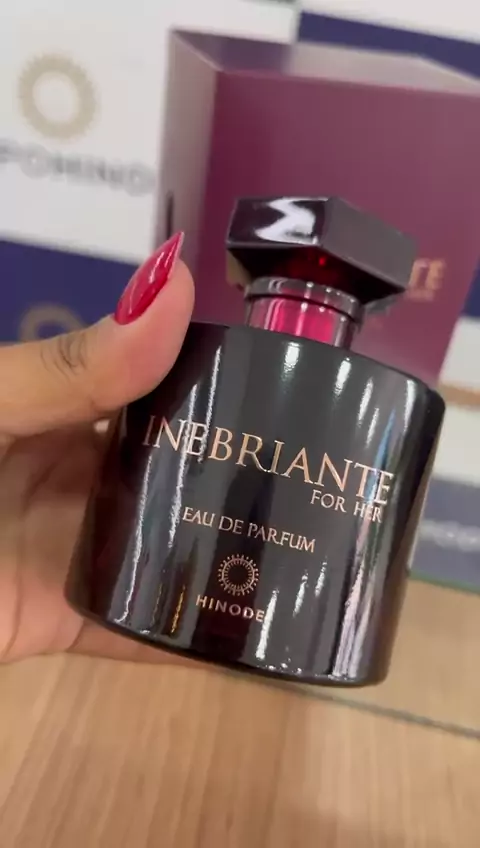 INEBRIANTE
FOR HER
EAU DE PARFUM
HINODE